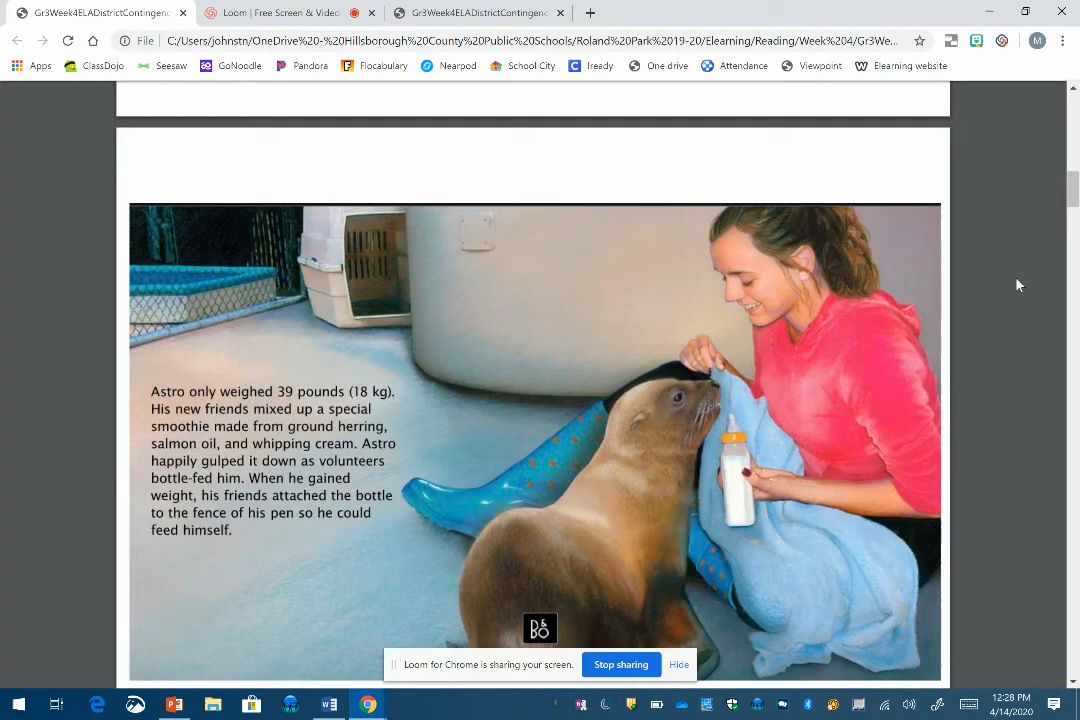 Gr3Week4ELADistrictContingenc
Loom | Free Screen & Video
Gr3Week4ELADistrictContingenc
File
C:/Users/johnstn/OneDrive%20-%20Hillsborough%20County%20Public%20Schools/Roland%20Park%2019-20/Elearning/Reading/Week%204/Gr3We...
M
Apps
ClassDojo
Seesaw
GoNoodle
Pandora
Flocabulary
Nearpod
School City
Iready
One drive
Attendance
Viewpoint
Elearning website
Astro only weighed 39 pounds (18 kg).
His new friends mixed up a special
smoothie made from ground herring,
salmon oil, and whipping cream. Astro
happily gulped it down as volunteers
bottle-fed him. When he gained
weight, his friends attached the bottle
to the fence of his pen so he could
feed himself.
B&O
Loom for Chrome is sharing your screen.
Stop sharing
Hide
12:28 PM
4/14/2020